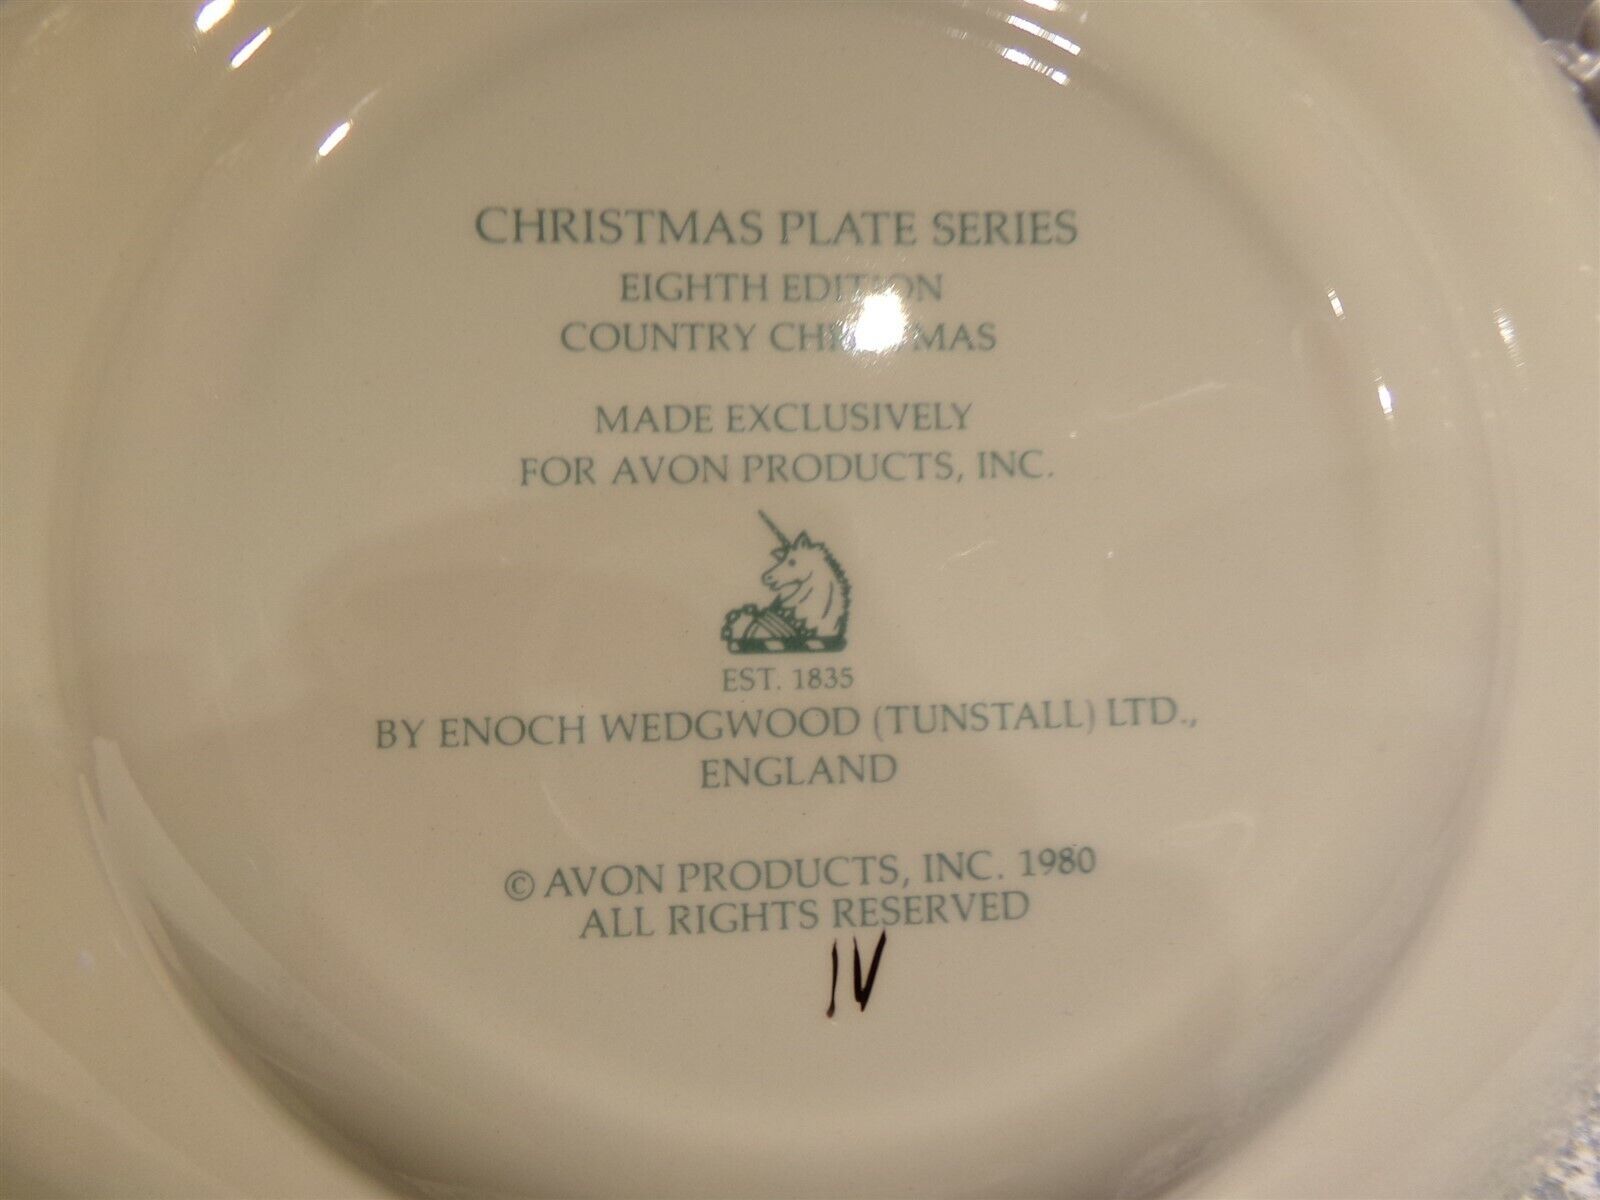 CHRISTMAS PLATE SERIES
EIGHTH EDITION
COUNTRY CHRISTMAS
MADE EXCLUSIVELY
FOR AVON PRODUCTS, INC.
EST. 1835
BY ENOCH WEDGWOOD (TUNSTALL) LTD.,
ENGLAND
© AVON PRODUCTS, INC. 1980
ALL RIGHTS RESERVED
IV